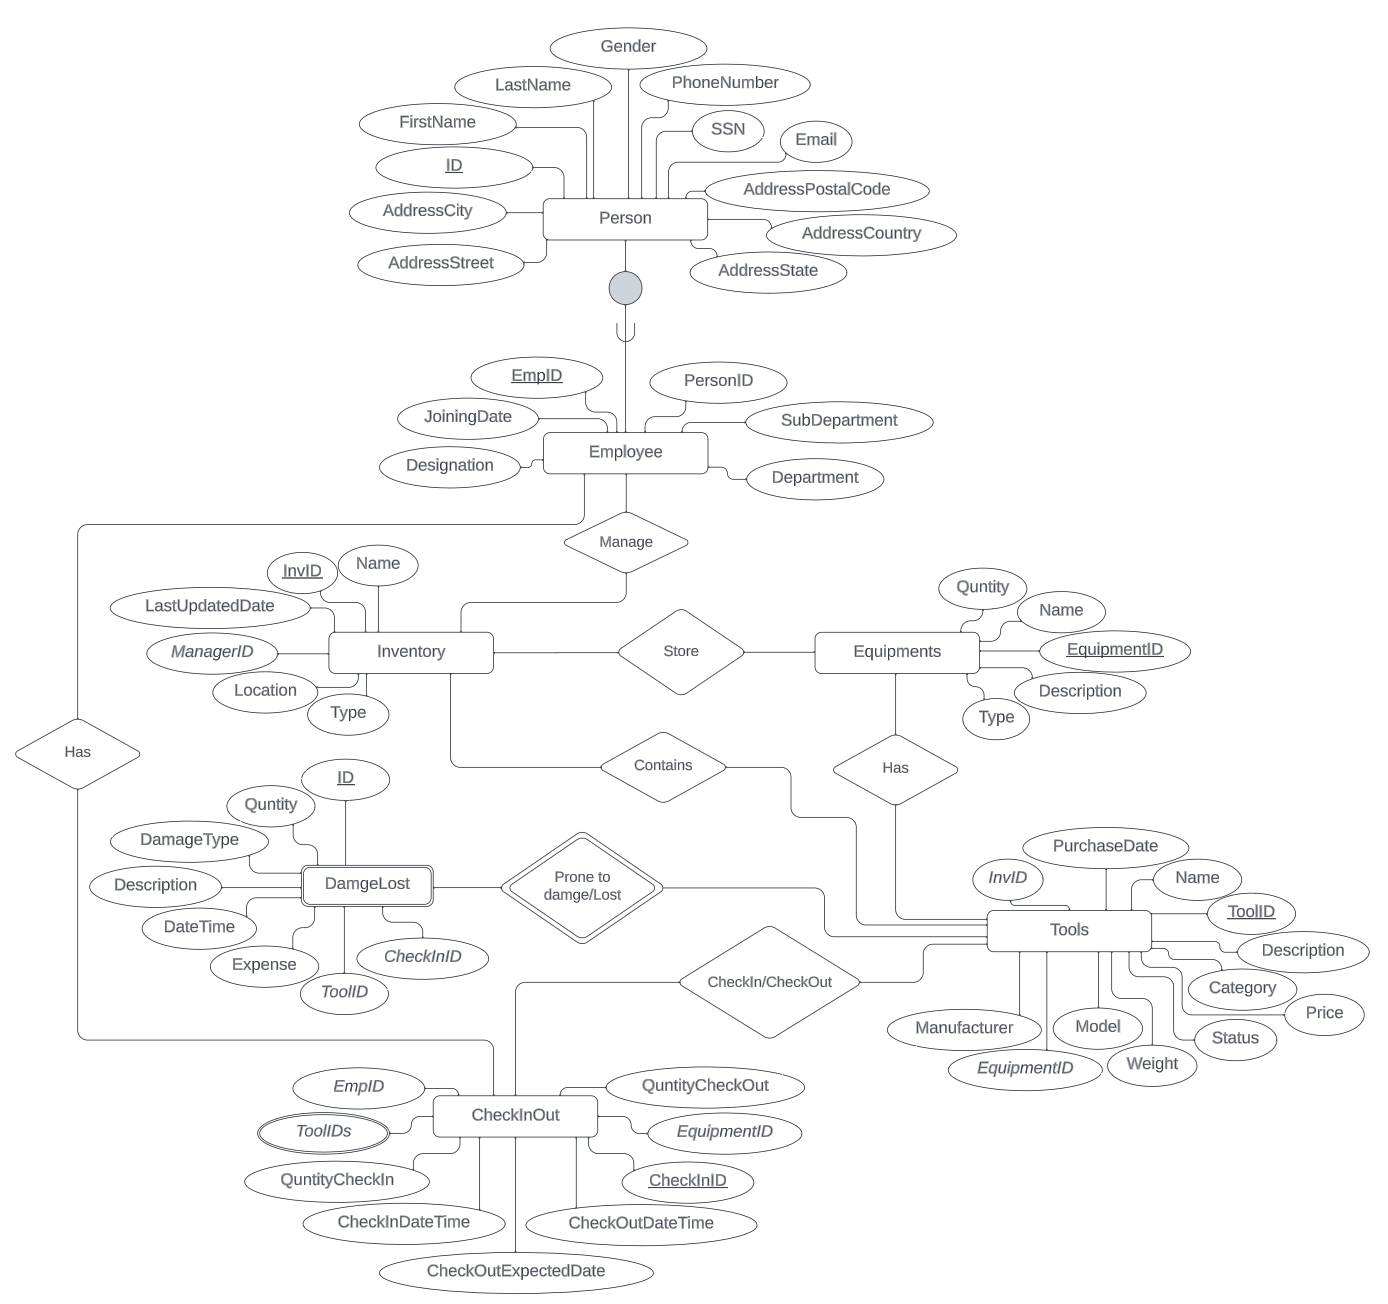 Gender
LastName
PhoneNumber
FirstName
SSN
Email
ID
AddressPostalCode
AddressCity
Person
AddressCountry
AddressStreet
AddressState
EmpID
PersonID
JoiningDate
SubDepartment
Employee
Designation
Department
Manage
InvID
Name
LastUpdatedDate
ManagerID
Inventory
Location
Type
Store
Quntity
Name
Equipments
EquipmentID
Description
Type
Has
Contains
Has
ID
Quntity
DamageType
Description
DamgeLost
DateTime
Expense
ToolID
CheckInID
Prone to
damge/Lost
PurchaseDate
InvID
Name
ToolID
Tools
Description
Category
Price
Manufacturer
Model
Status
EquipmentID
Weight
CheckIn/CheckOut
EmpID
QuntityCheckOut
CheckInOut
ToolIDs
EquipmentID
QuntityCheckIn
CheckInID
CheckInDateTime
CheckOutDateTime
CheckOutExpectedDate